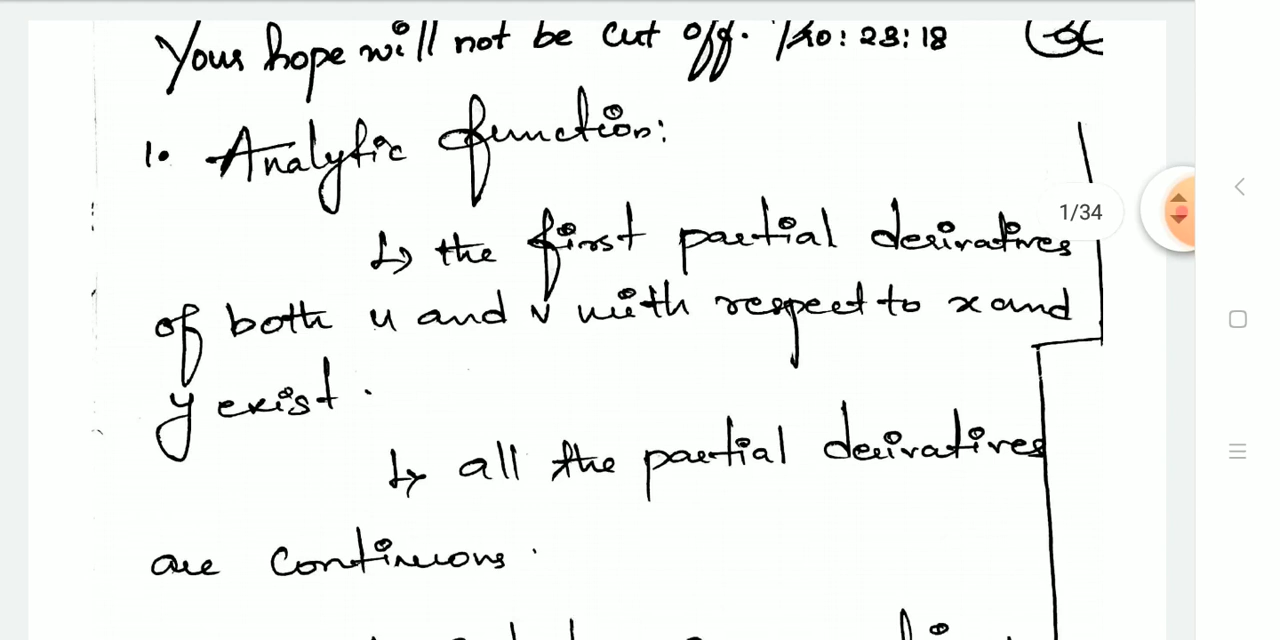 Your hope will not be cut off. 23:18
1. Analytic function:
↳ the first partial derivatives
1/34
of both u and v with respect to x and
y exist.
↳ all the partial derivatives
are continuous.